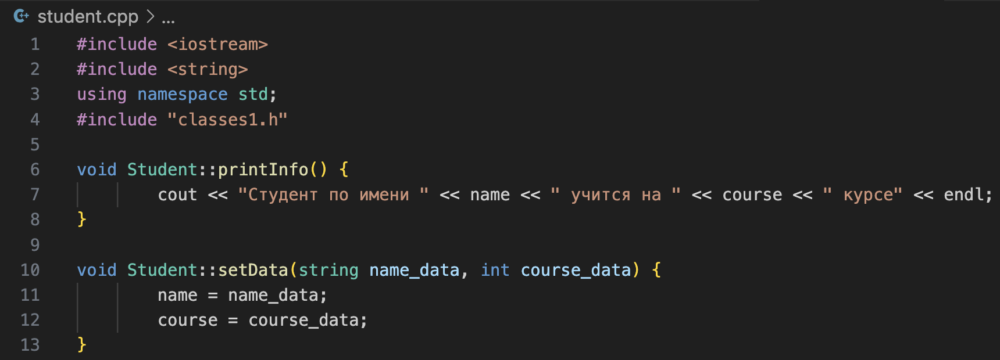 student.cpp > ...
1 #include <iostream>
2 #include <string>
3 using namespace std;
4 #include "classes1.h"
5
6 void Student::printInfo() {
7 cout << "Студент по имени " << name << " учится на " << course << " курсе" << endl;
8 }
9
10 void Student::setData(string name_data, int course_data) {
11 name = name_data;
12 course = course_data;
13 }